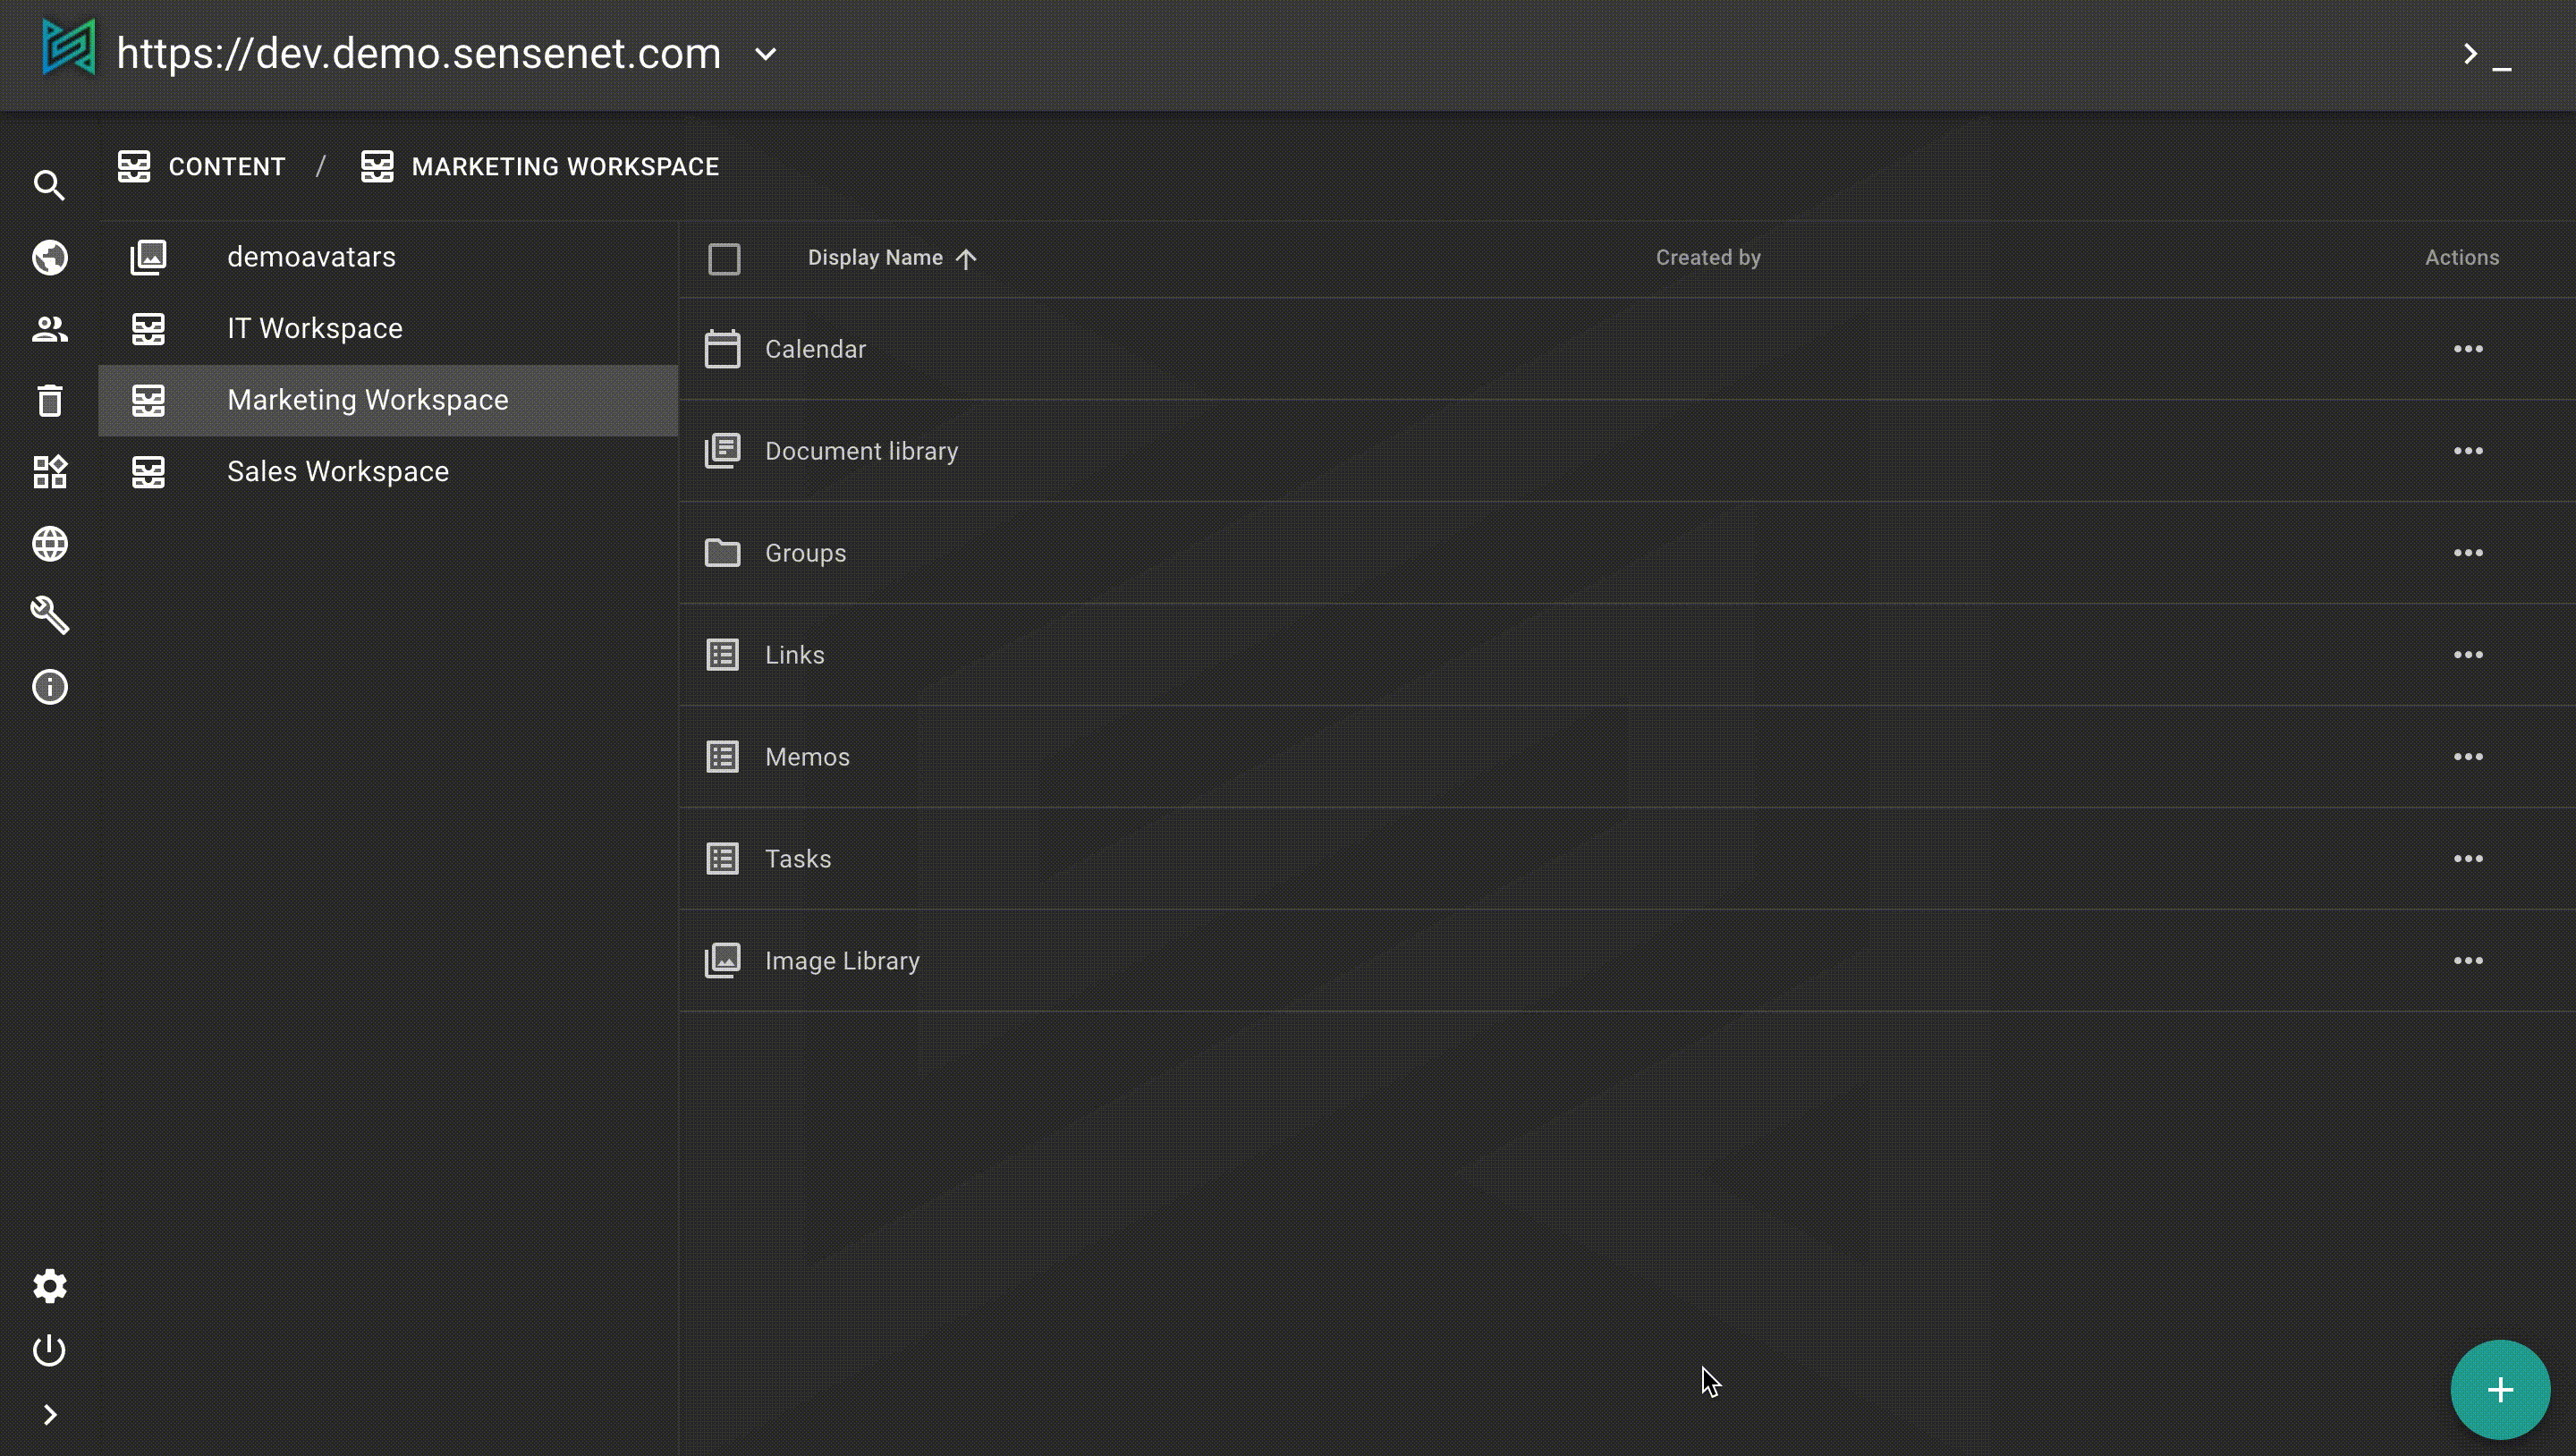 https://dev.demo.sensenet.com
CONTENT / MARKETING WORKSPACE
demoavatars
IT Workspace
Marketing Workspace
Sales Workspace
Display Name Created by Actions
Calendar
Document library
Groups
Links
Memos
Tasks
Image Library